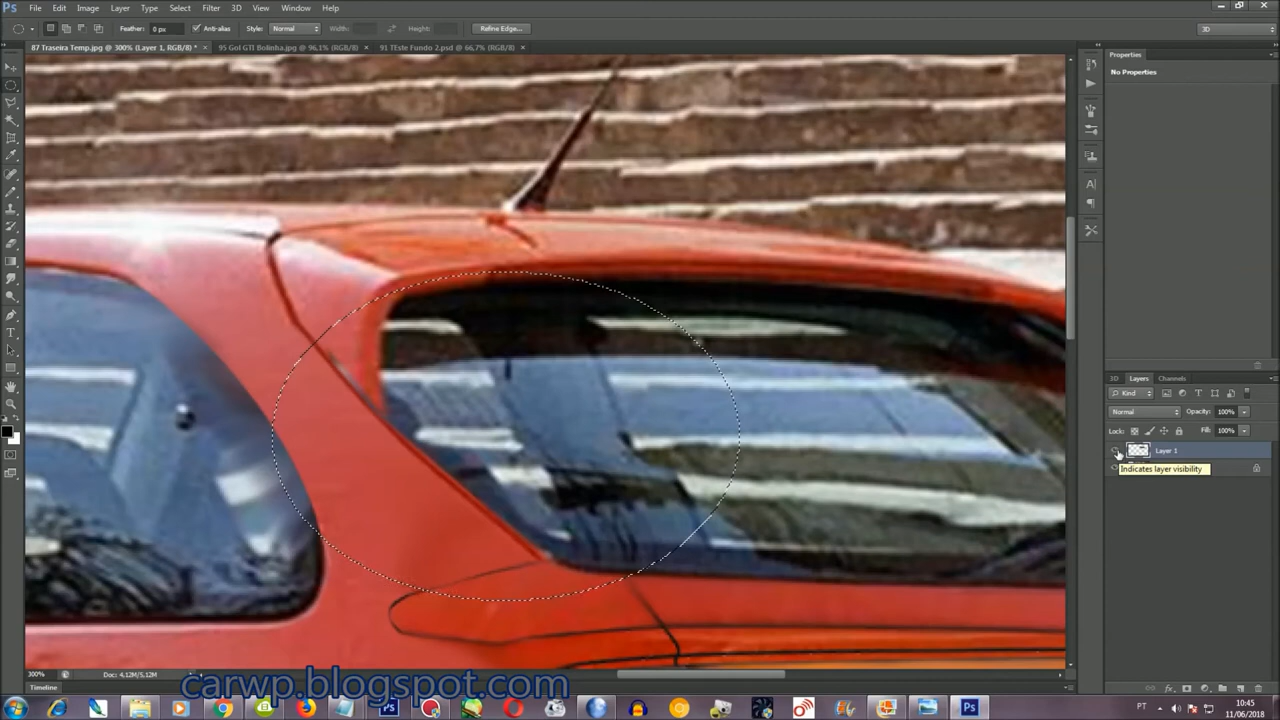 Ps File Edit Image Layer Type Select Filter 3D View Window Help
Feather: 0 px Anti-alias Style: Normal Width: Height: Refine Edge... 3D
87 Traseira Temp.jpg @ 300% (Layer 1, RGB/8) * × 95 Gol GTI Bolinha.jpg @ 96,1% (RGB/8) × 91 TEste Fundo 2.psd @ 66,7% (RGB/8) ×
Properties
No Properties
3D Layers Channels
Kind
Normal Opacity: 100%
Lock: Fill: 100%
Layer 1
Indicates layer visibility
300% Doc: 4,12M/5,12M
Timeline
carwp.blogspot.com
PT 10:45
11/06/2018